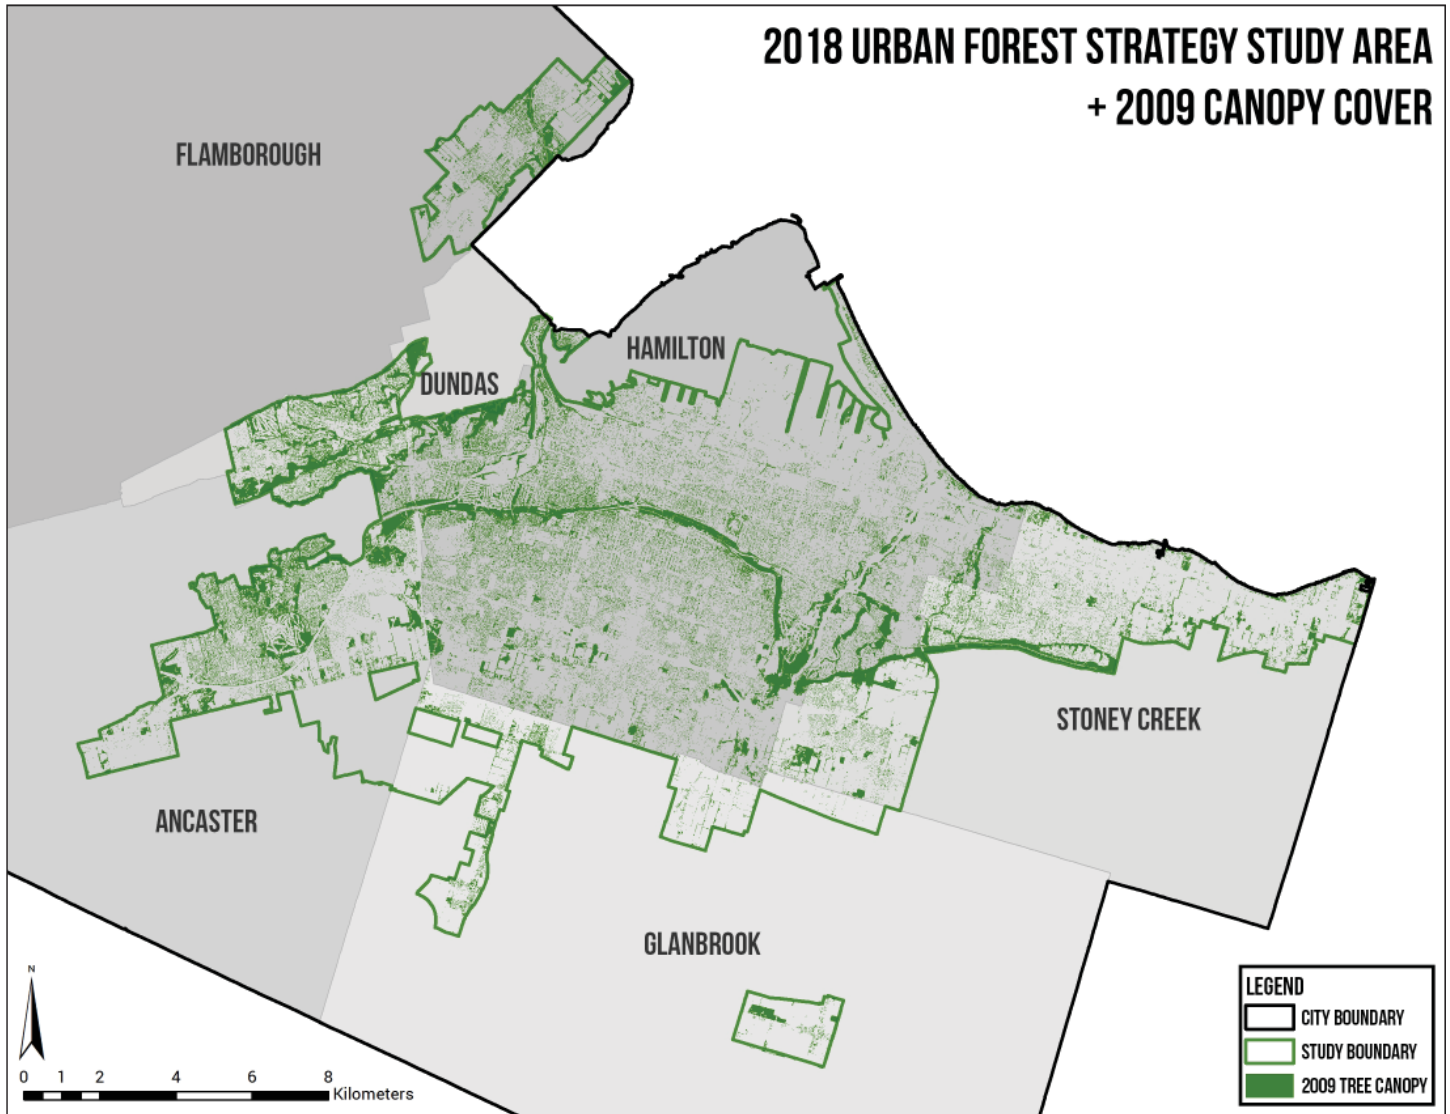 2018 URBAN FOREST STRATEGY STUDY AREA
+ 2009 CANOPY COVER
FLAMBOROUGH
HAMILTON
DUNDAS
STONEY CREEK
ANCASTER
GLANBROOK
N
0 1 2 4 6 8
Kilometers
LEGEND
CITY BOUNDARY
STUDY BOUNDARY
2009 TREE CANOPY